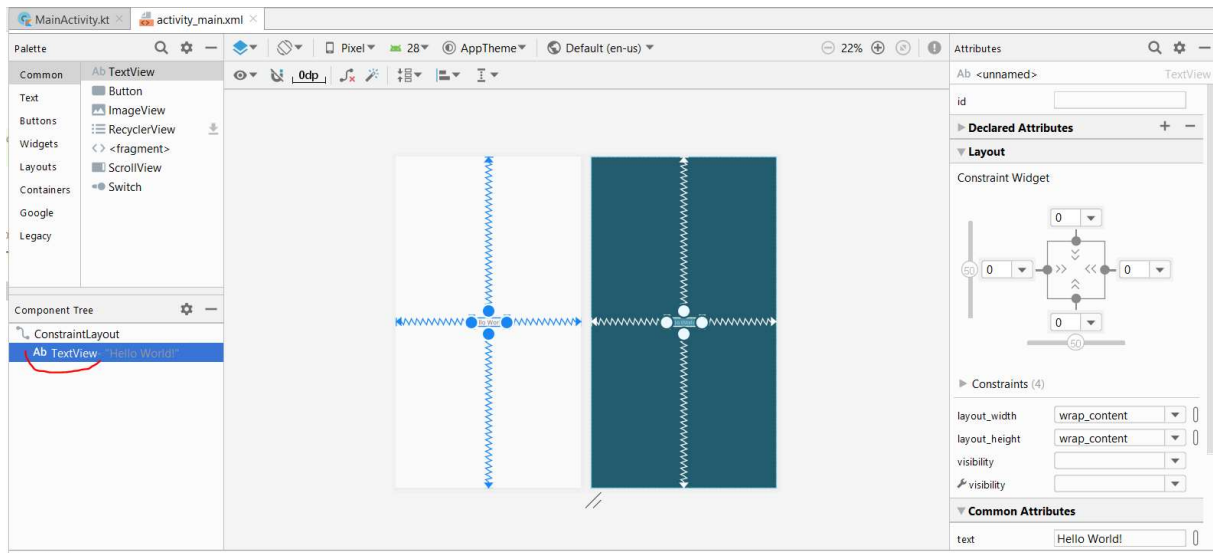 MainActivity.kt
activity_main.xml
Palette
Common
Text
Buttons
Widgets
Layouts
Containers
Google
Legacy
Ab TextView
Button
ImageView
RecyclerView
<> <fragment>
ScrollView
Switch
Pixel
28
AppTheme
Default (en-us)
22%
0dp
Component Tree
ConstraintLayout
Ab TextView- "Hello World!"
Attributes
Ab <unnamed>
TextView
id
Declared Attributes
Layout
Constraint Widget
0
50
0
0
0
50
Constraints (4)
layout_width wrap_content
layout_height wrap_content
visibility
visibility
Common Attributes
text Hello World!